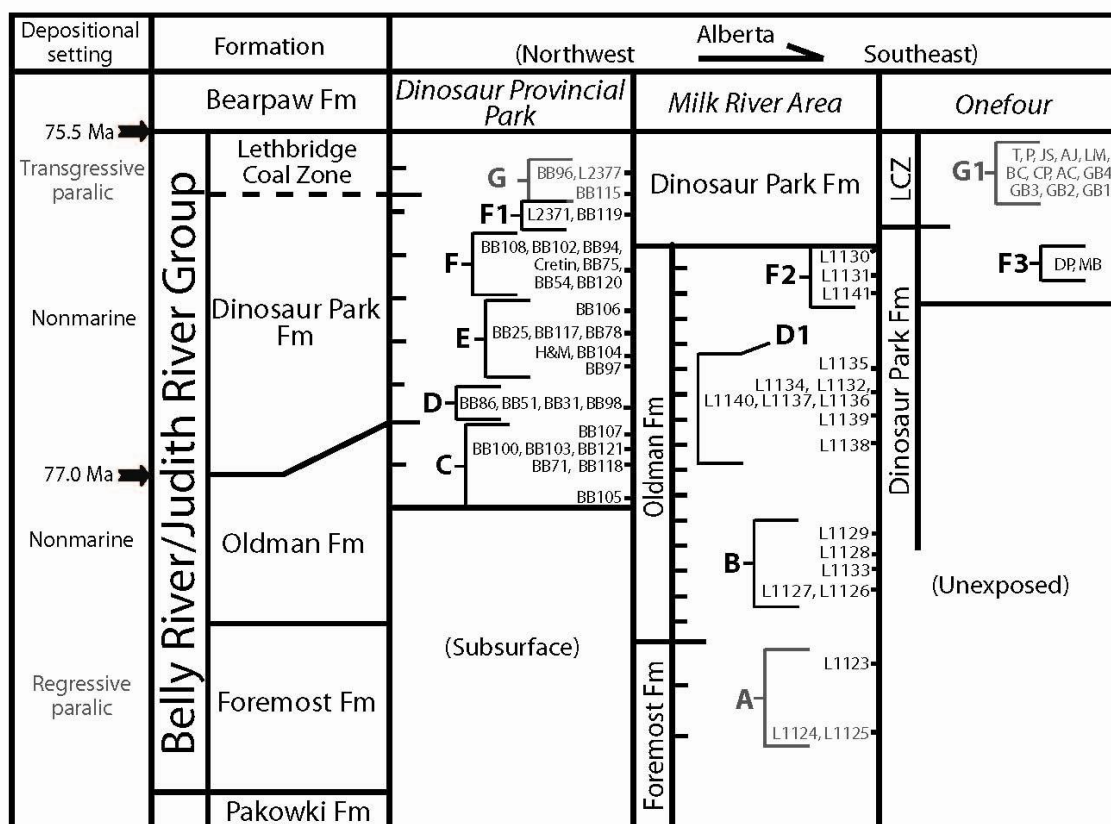 Depositional
setting
Formation
Alberta
(Northwest
Southeast)
Bearpaw Fm
Dinosaur Provincial
Park
Milk River Area
Onefour
75.5 Ma
Transgressive
paralic
Nonmarine
77.0 Ma
Nonmarine
Regressive
paralic
Belly River/Judith River Group
Lethbridge
Coal Zone
Dinosaur Park
Fm
Oldman Fm
Foremost Fm
Pakowki Fm
G
BB96, L2377
BB115
F1
L2371, BB119
F
BB108, BB102, BB94,
Cretin, BB75,
BB54, BB120
E
BB106
BB25, BB117, BB78
H&M, BB104
BB97
D
BB86, BB51, BB31, BB98
C
BB107
BB100, BB103, BB121
BB71, BB118
BB105
(Subsurface)
Dinosaur Park Fm
Oldman Fm
Foremost Fm
F2
L1130
L1131
L1141
D1
L1135
L1134, L1132,
L1140, L1137, L1136
L1139
L1138
B
L1129
L1128
L1133
L1127, L1126
A
L1123
L1124, L1125
LCZ
Dinosaur Park Fm
G1
T, P, JS, AJ, LM,
BC, CP, AC, GB4
GB3, GB2, GB1
F3
DP, MB
(Unexposed)